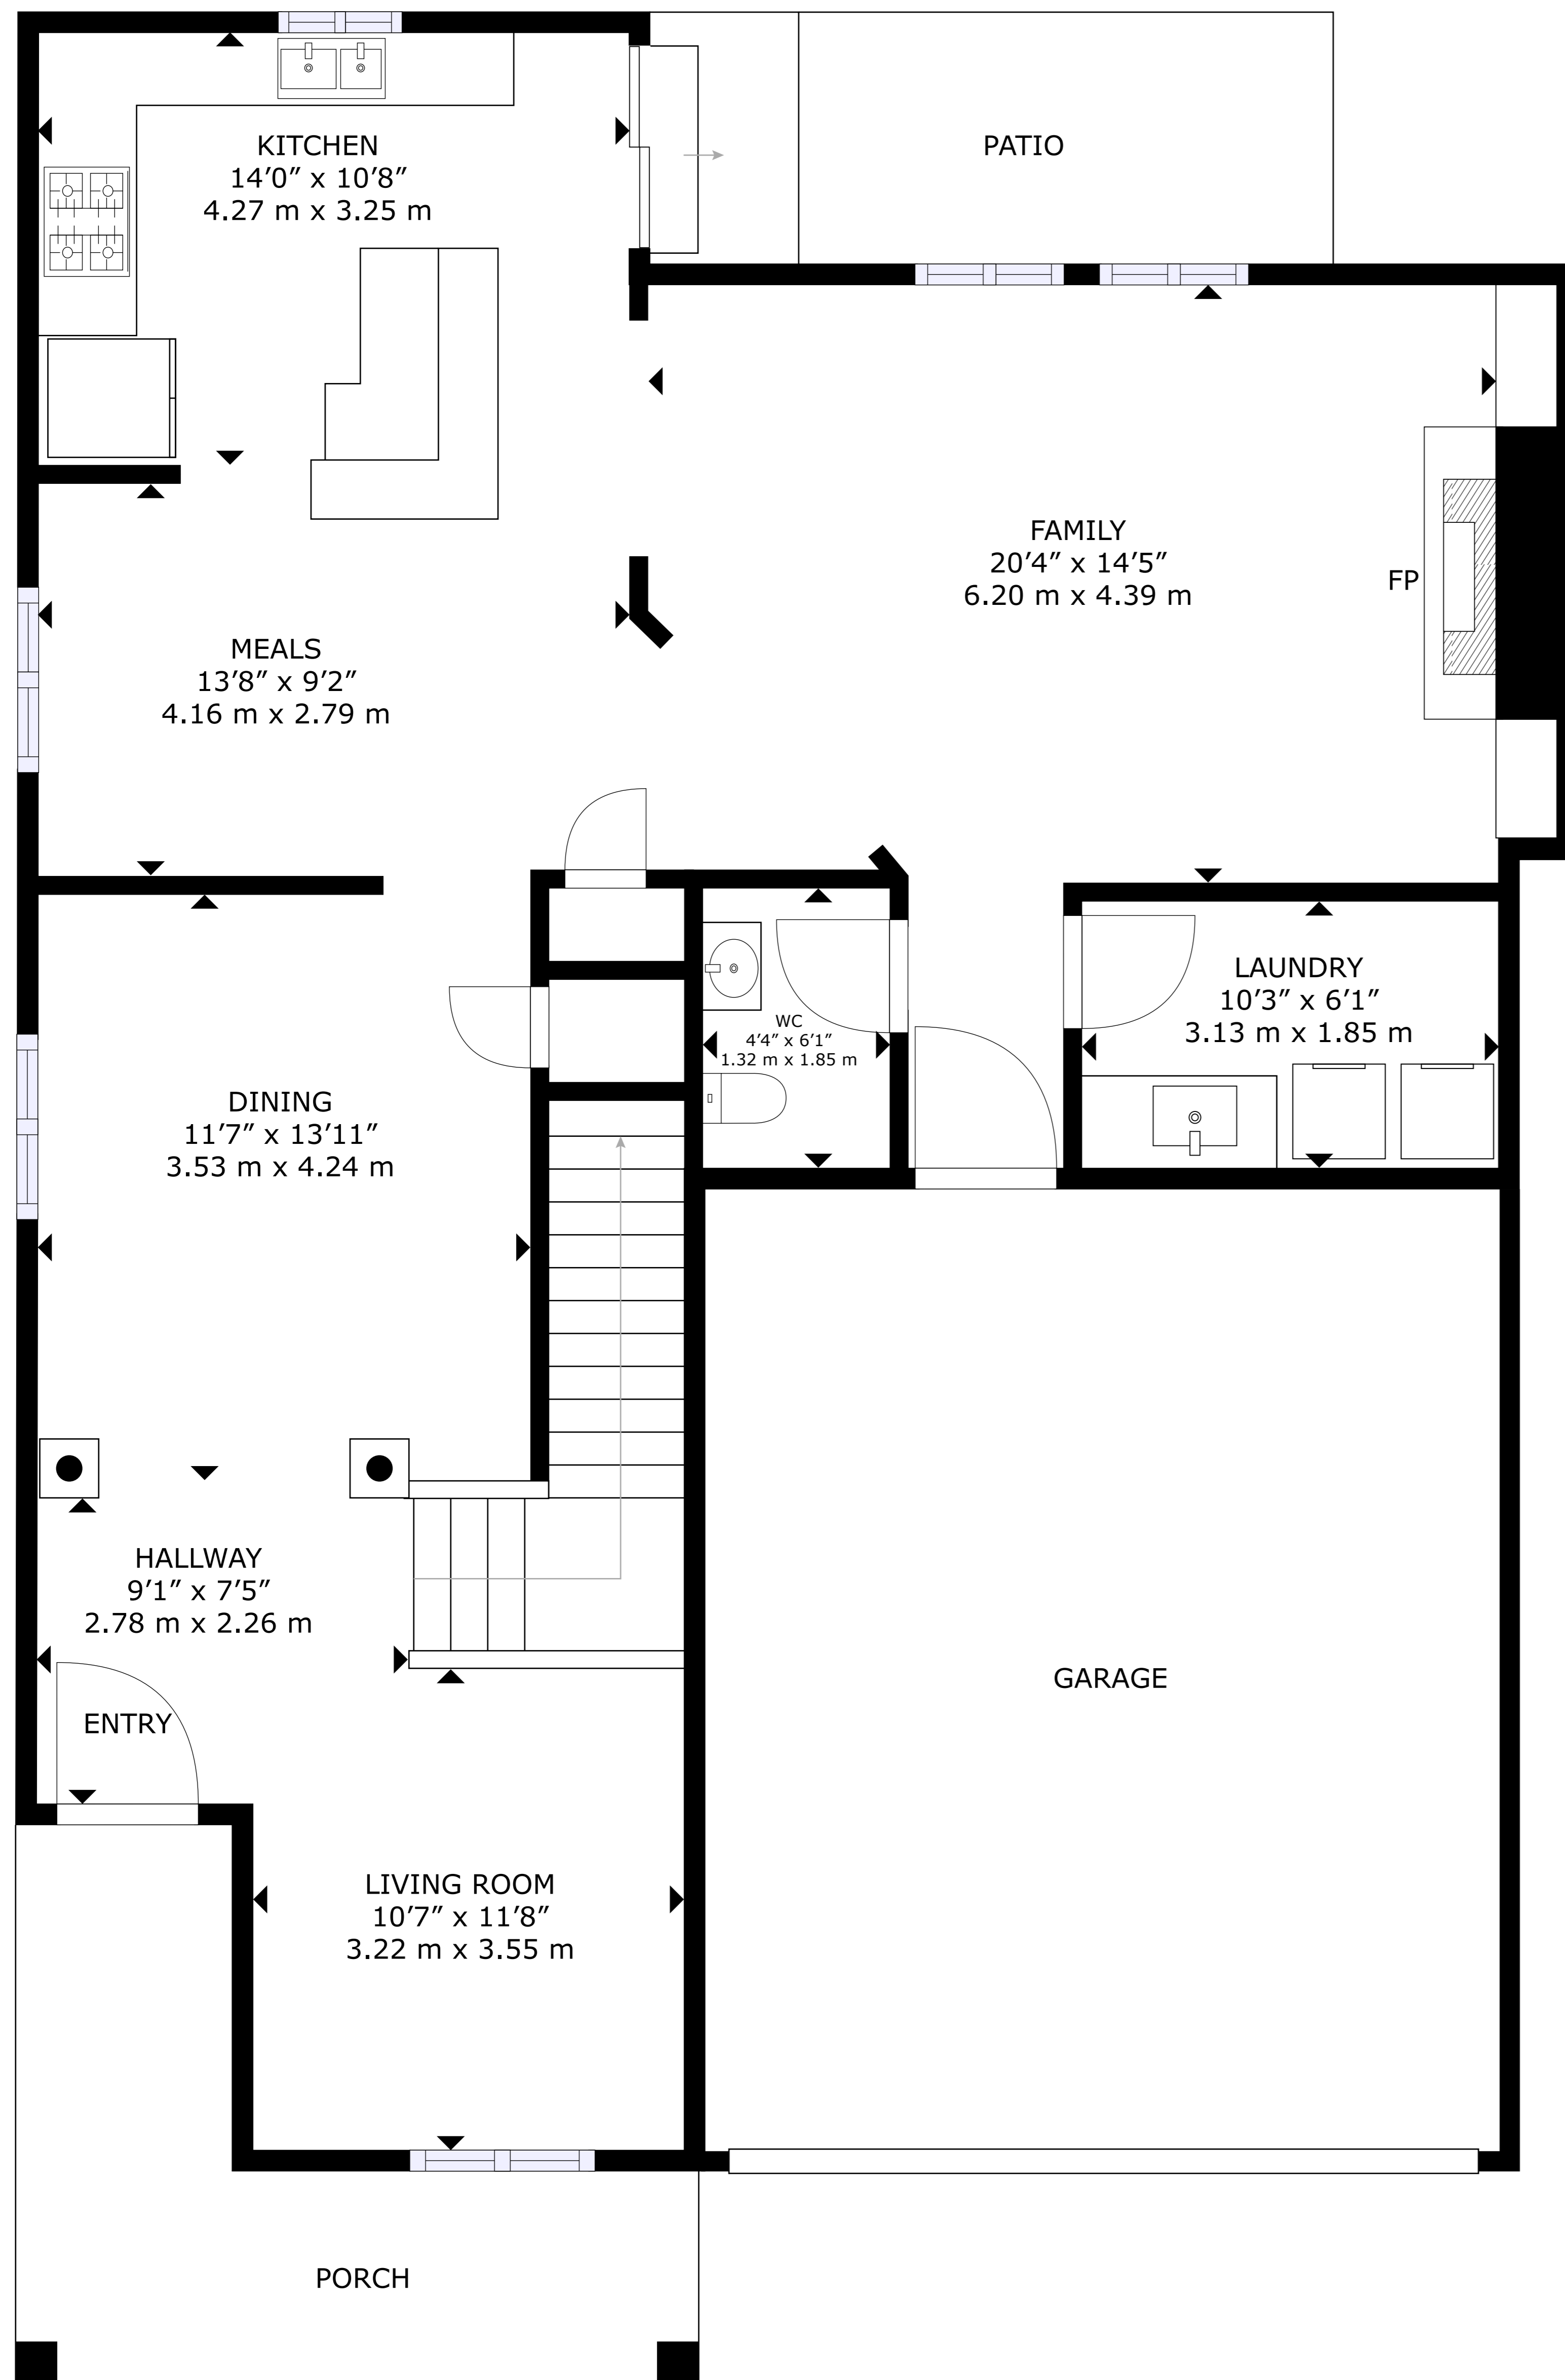 KITCHEN
14′0″ x 10′8″
4.27 m x 3.25 m
PATIO
FAMILY
20′4″ x 14′5″
6.20 m x 4.39 m
FP
MEALS
13′8″ x 9′2″
4.16 m x 2.79 m
LAUNDRY
10′3″ x 6′1″
3.13 m x 1.85 m
WC
4′4″ x 6′1″
1.32 m x 1.85 m
DINING
11′7″ x 13′11″
3.53 m x 4.24 m
HALLWAY
9′1″ x 7′5″
2.78 m x 2.26 m
ENTRY
GARAGE
LIVING ROOM
10′7″ x 11′8″
3.22 m x 3.55 m
PORCH